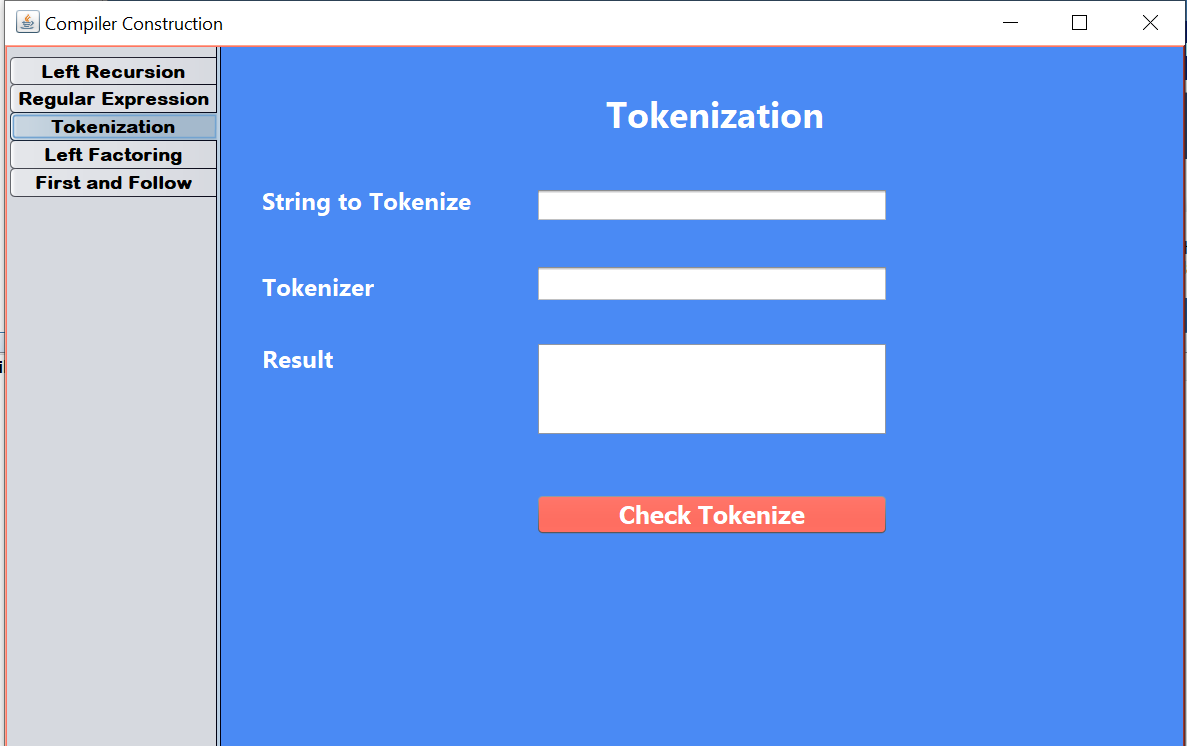 Compiler Construction
Left Recursion
Regular Expression
Tokenization
Left Factoring
First and Follow
Tokenization
String to Tokenize
Tokenizer
Result
Check Tokenize